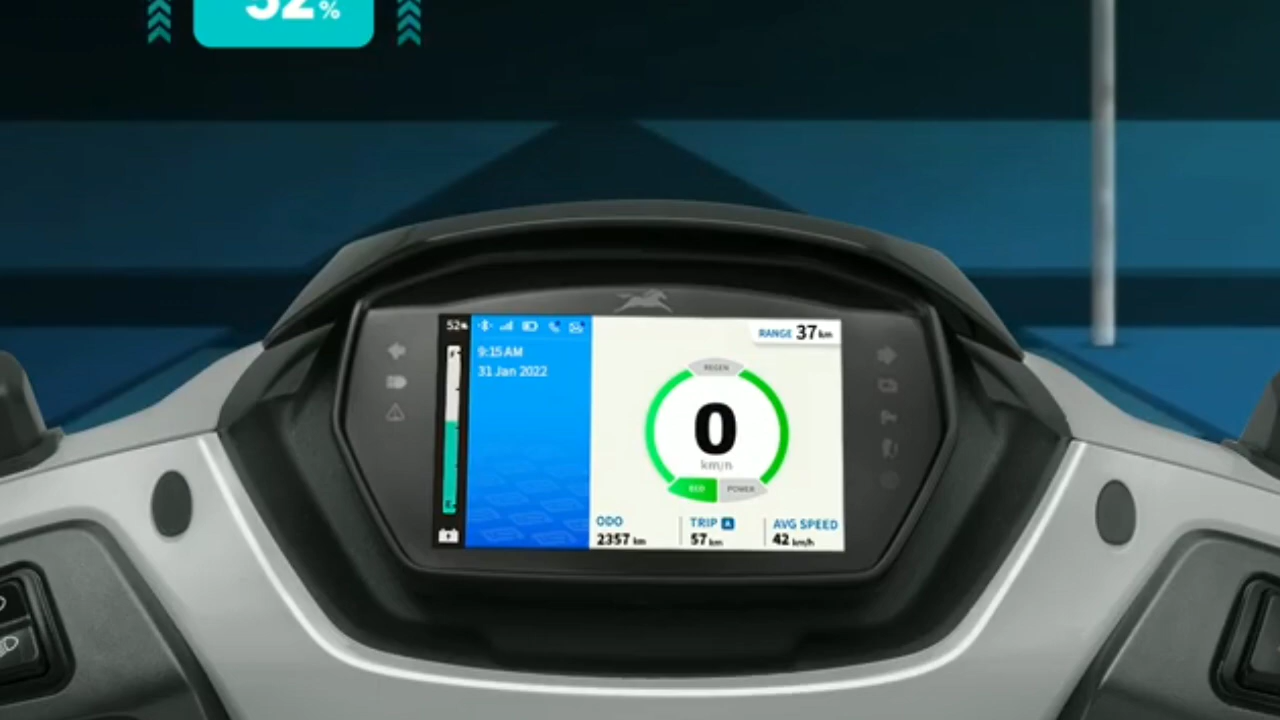 52%
52%
9:15 AM
31 Jan 2022
RANGE 37 km
REGEN
0
km/h
ECO POWER
ODO TRIP A AVG SPEED
2357 km 57 km 42 km/h